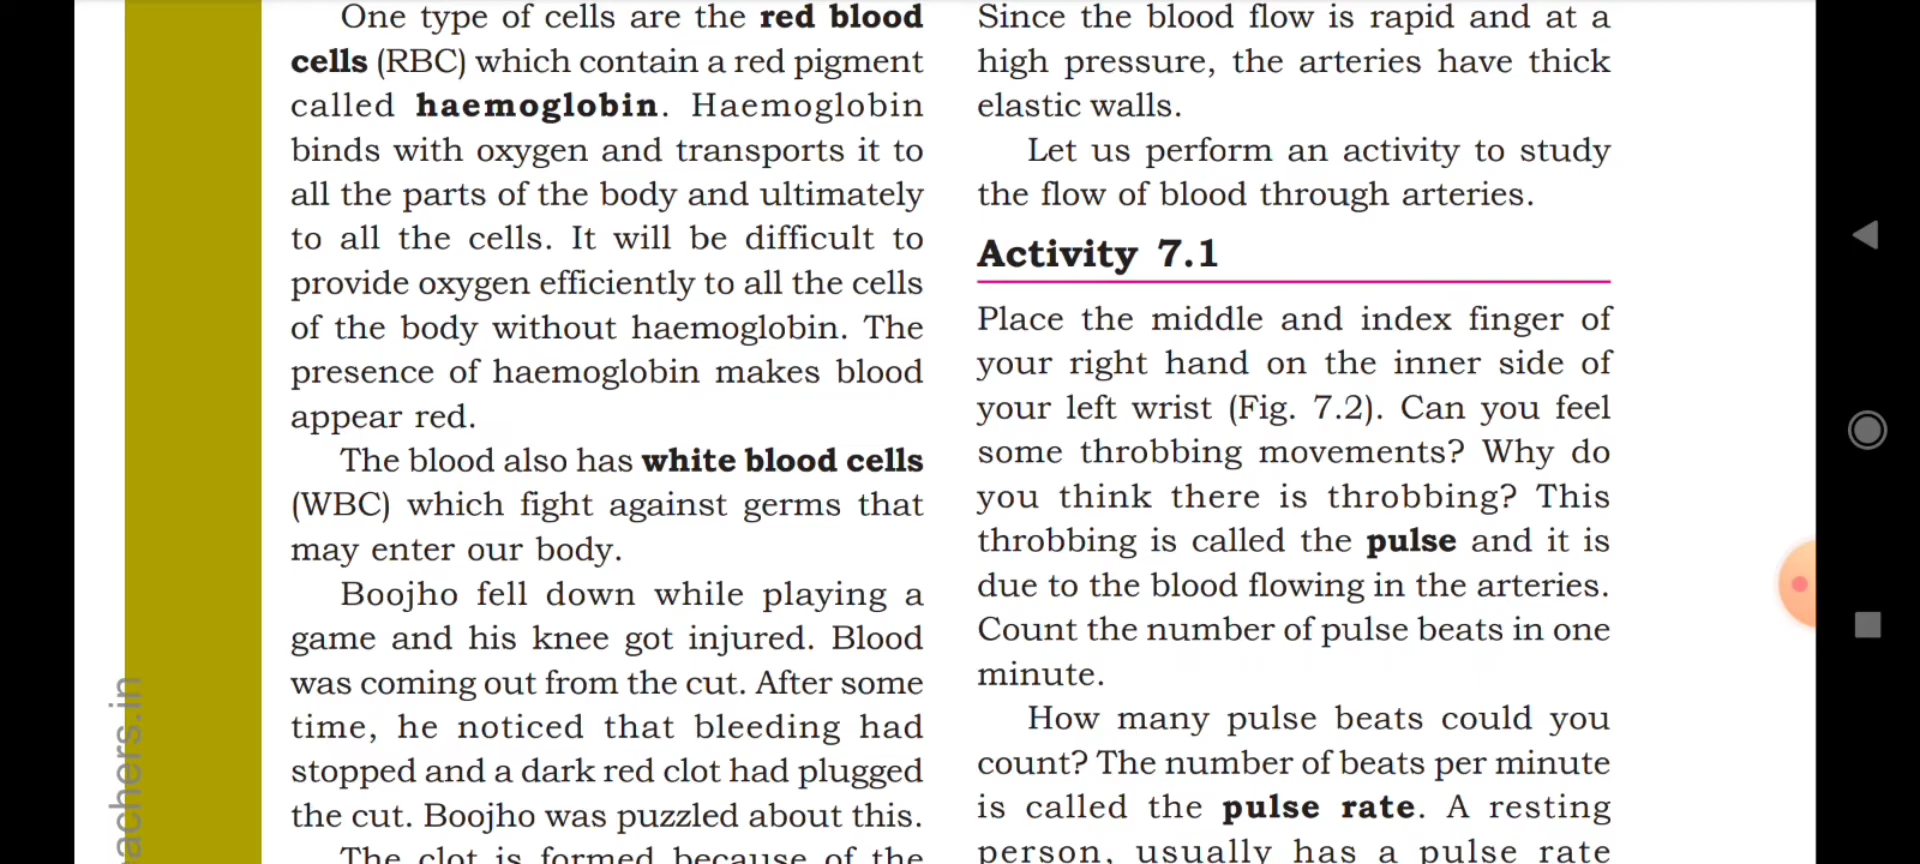 One type of cells are the red blood
cells (RBC) which contain a red pigment
called haemoglobin. Haemoglobin
binds with oxygen and transports it to
all the parts of the body and ultimately
to all the cells. It will be difficult to
provide oxygen efficiently to all the cells
of the body without haemoglobin. The
presence of haemoglobin makes blood
appear red.
The blood also has white blood cells
(WBC) which fight against germs that
may enter our body.
Boojho fell down while playing a
game and his knee got injured. Blood
was coming out from the cut. After some
time, he noticed that bleeding had
stopped and a dark red clot had plugged
the cut. Boojho was puzzled about this.
The clot is formed because of the
Since the blood flow is rapid and at a
high pressure, the arteries have thick
elastic walls.
Let us perform an activity to study
the flow of blood through arteries.
Activity 7.1
Place the middle and index finger of
your right hand on the inner side of
your left wrist (Fig. 7.2). Can you feel
some throbbing movements? Why do
you think there is throbbing? This
throbbing is called the pulse and it is
due to the blood flowing in the arteries.
Count the number of pulse beats in one
minute.
How many pulse beats could you
count? The number of beats per minute
is called the pulse rate. A resting
person, usually has a pulse rate
achers.in